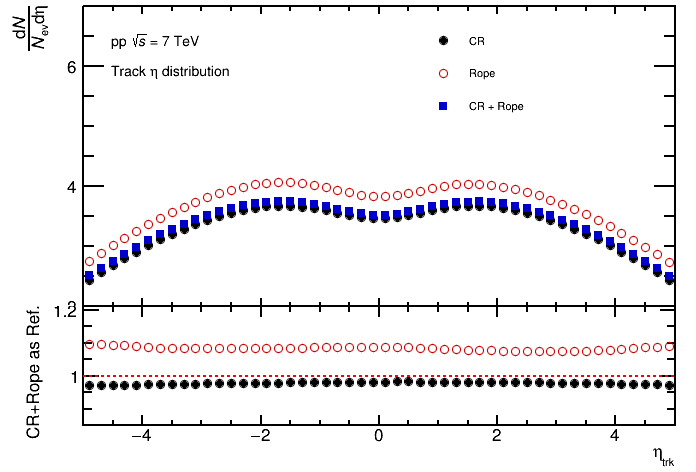 dN
N_ev dη
pp √s = 7 TeV
Track η distribution
CR
Rope
CR + Rope
6
4
1.2
1
CR+Rope as Ref.
−4 −2 0 2 4
η_trk